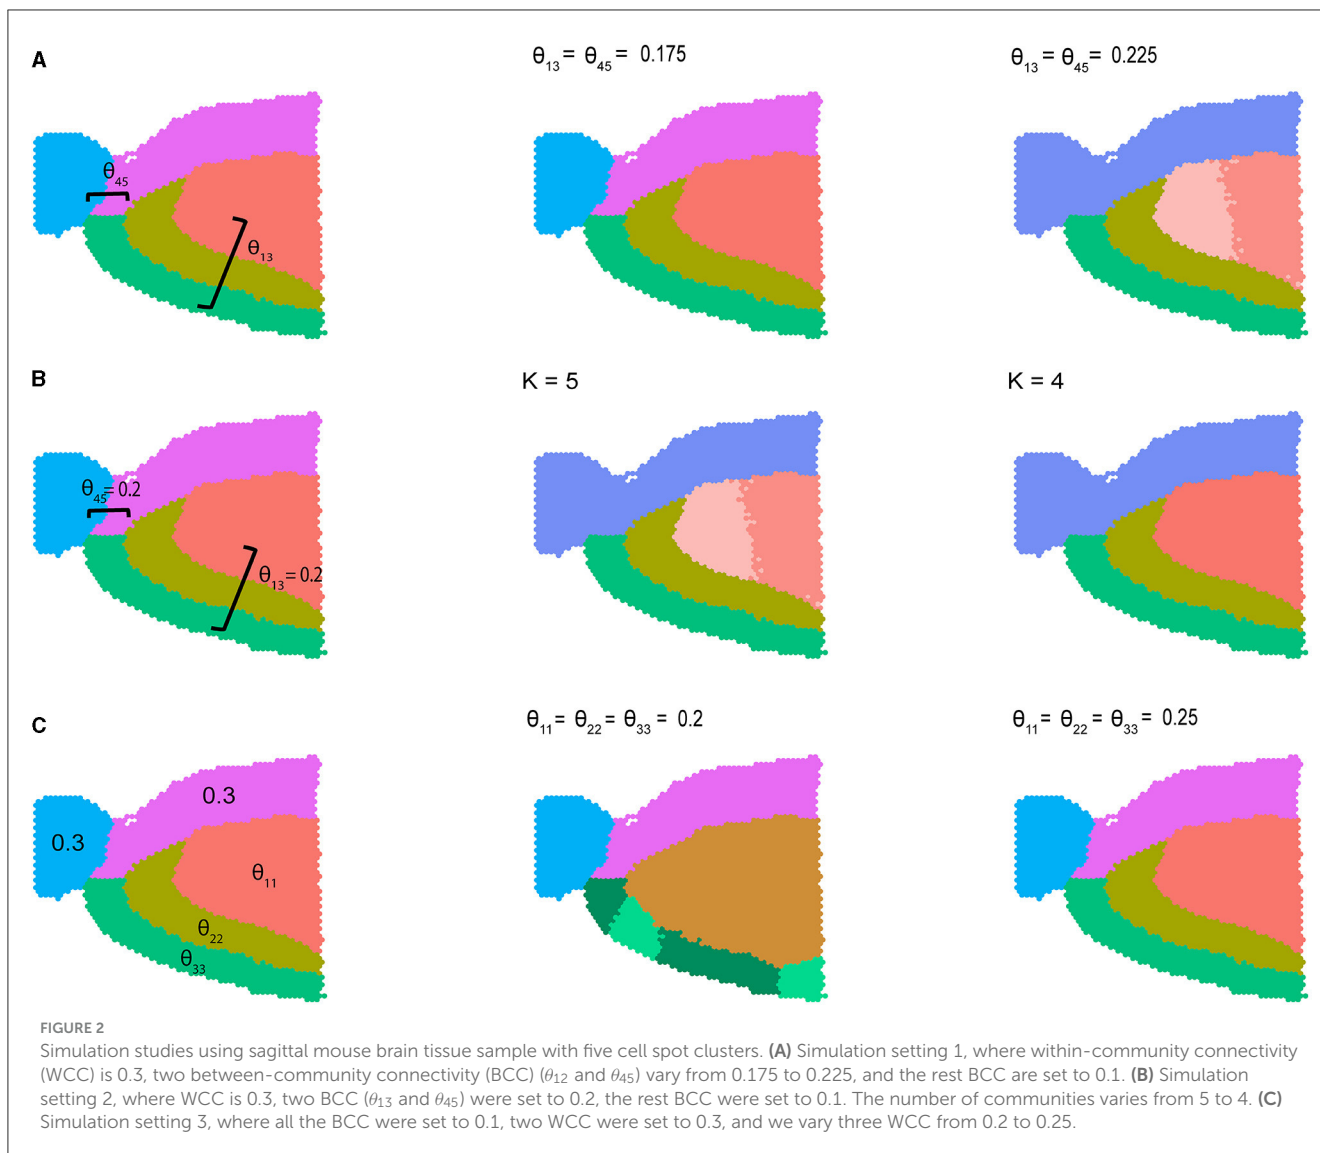 A
θ13 = θ45 = 0.175
θ13 = θ45 = 0.225
θ45
θ13
B
K = 5
K = 4
θ45= 0.2
θ13 = 0.2
C
θ11 = θ22 = θ33 = 0.2
θ11 = θ22 = θ33 = 0.25
0.3
0.3
θ11
θ22
θ33
FIGURE 2
Simulation studies using sagittal mouse brain tissue sample with five cell spot clusters. (A) Simulation setting 1, where within-community connectivity
(WCC) is 0.3, two between-community connectivity (BCC) (θ12 and θ45) vary from 0.175 to 0.225, and the rest BCC are set to 0.1. (B) Simulation
setting 2, where WCC is 0.3, two BCC (θ13 and θ45) were set to 0.2, the rest BCC were set to 0.1. The number of communities varies from 5 to 4. (C)
Simulation setting 3, where all the BCC were set to 0.1, two WCC were set to 0.3, and we vary three WCC from 0.2 to 0.25.